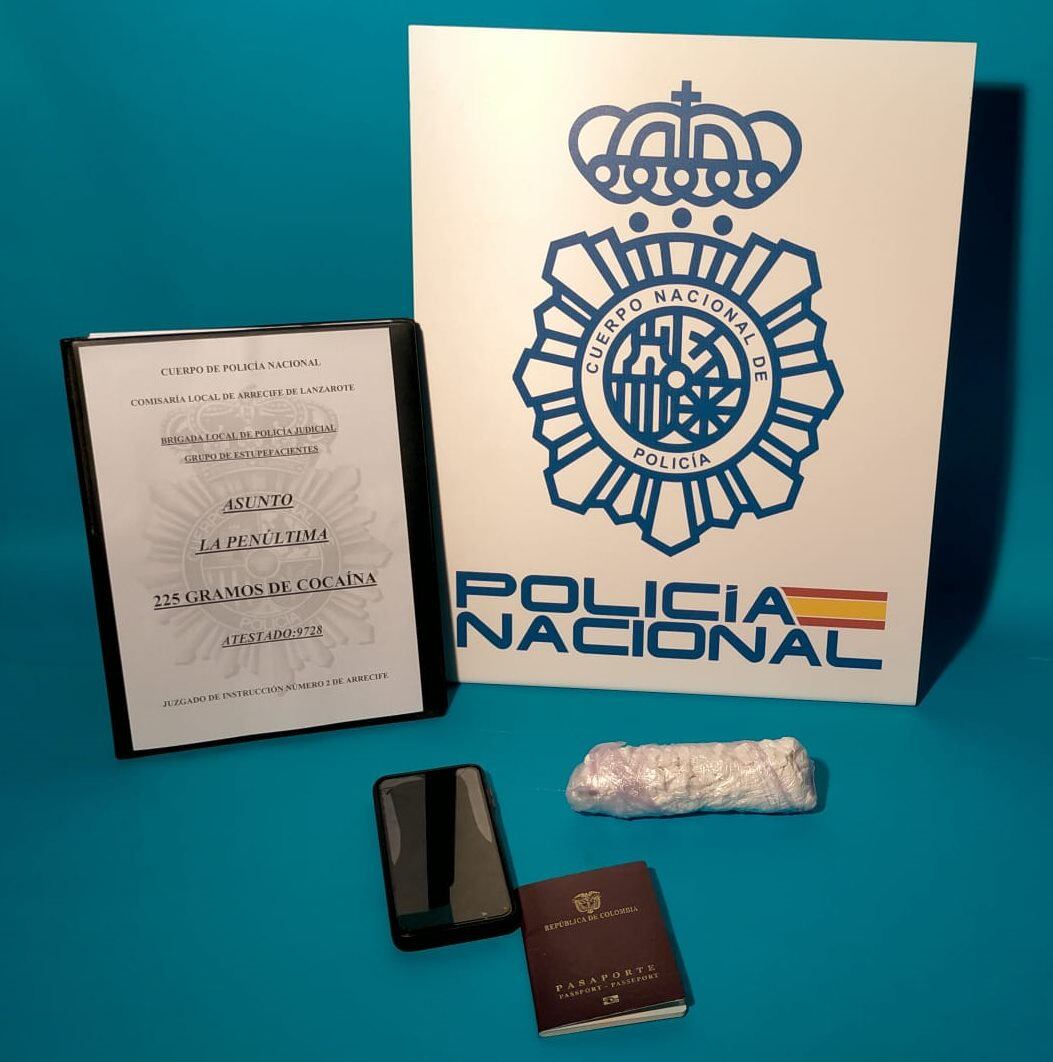 CUERPO DE POLICÍA NACIONAL
COMISARÍA LOCAL DE ARRECIFE DE LANZAROTE
BRIGADA LOCAL DE POLICÍA JUDICIAL
GRUPO DE ESTUPEFACIENTES
ASUNTO
LA PENÚLTIMA
225 GRAMOS DE COCAÍNA
ATESTADO:9728
JUZGADO DE INSTRUCCIÓN NÚMERO 2 DE ARRECIFE
CUERPO NACIONAL DE
POLICÍA
POLICÍA
NACIONAL
REPÚBLICA DE COLOMBIA
PASAPORTE
PASSPORT - PASSEPORT